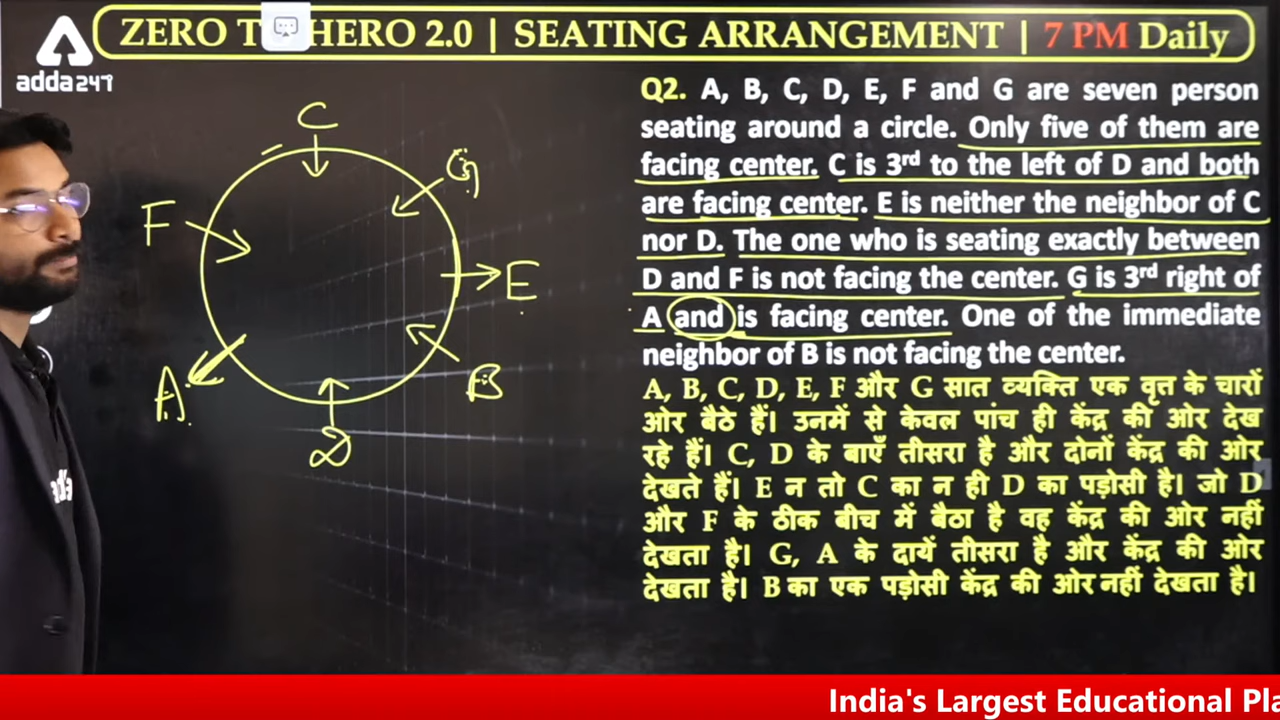 ZERO T HERO 2.0 | SEATING ARRANGEMENT | 7 PM Daily
adda247
Q2. A, B, C, D, E, F and G are seven person
seating around a circle. Only five of them are
facing center. C is 3rd to the left of D and both
are facing center. E is neither the neighbor of C
nor D. The one who is seating exactly between
D and F is not facing the center. G is 3rd right of
A and is facing center. One of the immediate
neighbor of B is not facing the center.
A, B, C, D, E, F और G सात व्यक्ति एक वृत्त के चारों
ओर बैठे हैं। उनमें से केवल पांच ही केंद्र की ओर देख
रहे हैं। C, D के बाएँ तीसरा है और दोनों केंद्र की ओर
देखते हैं। E न तो C का न ही D का पड़ोसी है। जो D
और F के ठीक बीच में बैठा है वह केंद्र की ओर नहीं
देखता है। G, A के दायें तीसरा है और केंद्र की ओर
देखता है। B का एक पड़ोसी केंद्र की ओर नहीं देखता है।
C
G
F
E
A
B
D
India's Largest Educational Pla